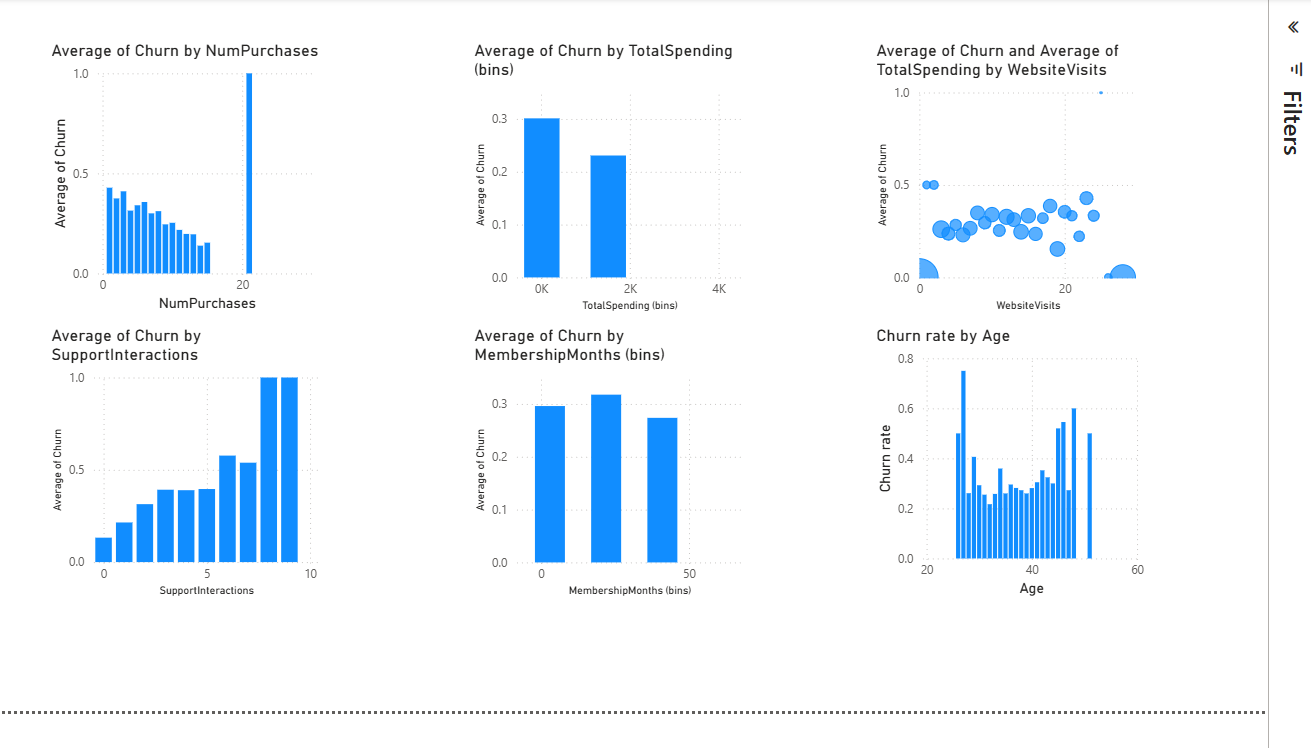 Average of Churn by NumPurchases
1.0
0.5
0.0
Average of Churn
0
20
NumPurchases
Average of Churn by TotalSpending
(bins)
0.3
0.2
0.1
0.0
Average of Churn
0K
2K
4K
TotalSpending (bins)
Average of Churn and Average of
TotalSpending by WebsiteVisits
1.0
0.5
0.0
Average of Churn
0
20
WebsiteVisits
Average of Churn by
SupportInteractions
1.0
0.5
0.0
Average of Churn
0
5
10
SupportInteractions
Average of Churn by
MembershipMonths (bins)
0.3
0.2
0.1
0.0
Average of Churn
0
50
MembershipMonths (bins)
Churn rate by Age
0.8
0.6
0.4
0.2
0.0
Churn rate
20
40
60
Age
Filters